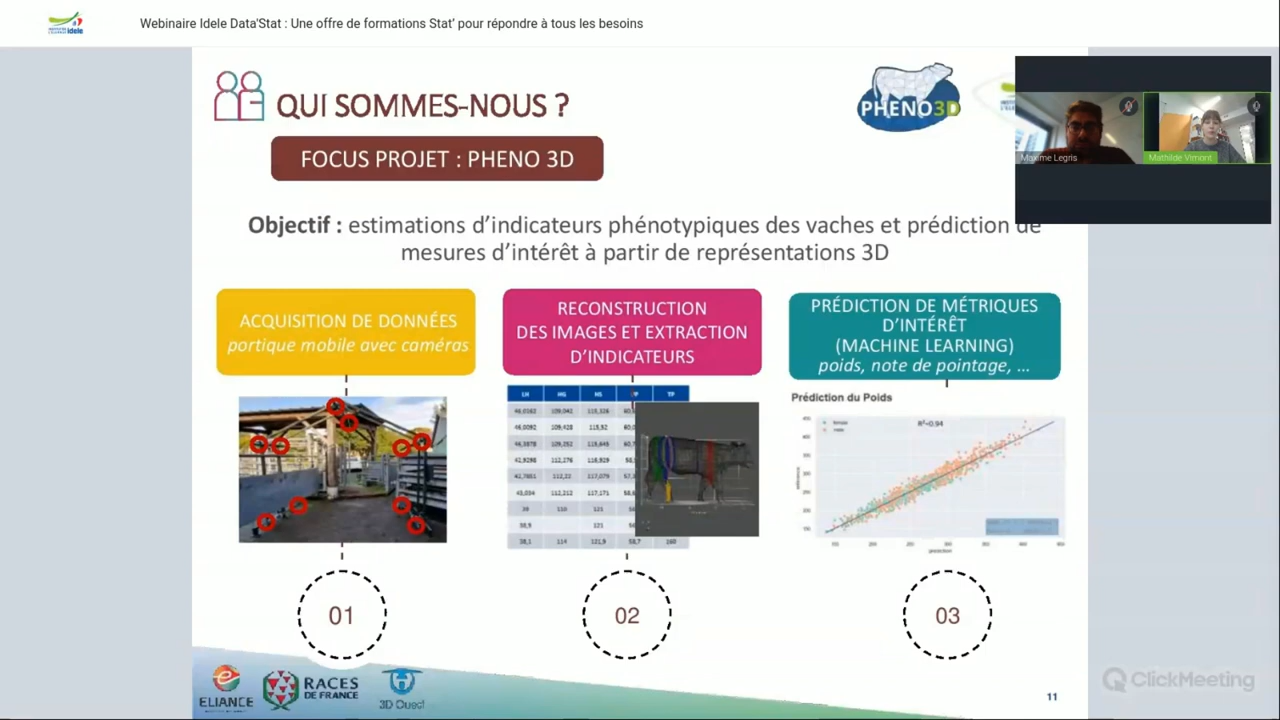 Webinaire Idele Data'Stat : Une offre de formations Stat’ pour répondre à tous les besoins
idele
QUI SOMMES-NOUS ?
PHENO3D
FOCUS PROJET : PHENO 3D
Maxime Legris
Mathilde Vimont
Objectif : estimations d’indicateurs phénotypiques des vaches et prédiction de
mesures d’intérêt à partir de représentations 3D
ACQUISITION DE DONNÉES
portique mobile avec caméras
RECONSTRUCTION
DES IMAGES ET EXTRACTION
D’INDICATEURS
PRÉDICTION DE MÉTRIQUES
D’INTÉRÊT
(MACHINE LEARNING)
poids, note de pointage, ...
Prédiction du Poids
R²=0.94
01
02
03
ELIANCE
RACES
DE FRANCE
3D Ouest
11
ClickMeeting